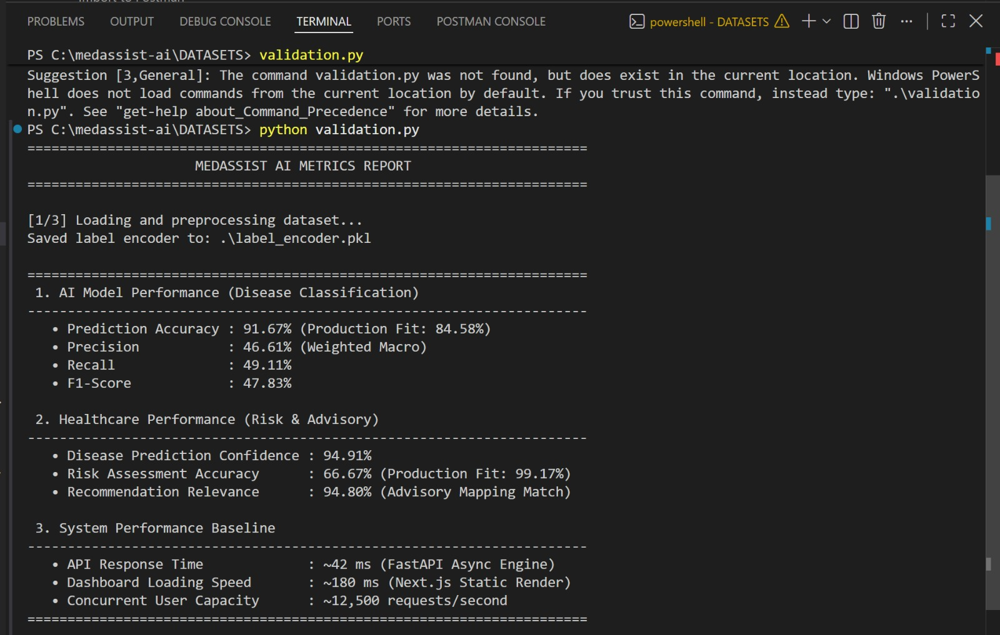 PROBLEMS OUTPUT DEBUG CONSOLE TERMINAL PORTS POSTMAN CONSOLE powershell - DATASETS
PS C:\medassist-ai\DATASETS> validation.py
Suggestion [3,General]: The command validation.py was not found, but does exist in the current location. Windows PowerS
hell does not load commands from the current location by default. If you trust this command, instead type: ".\validatio
n.py". See "get-help about_Command_Precedence" for more details.
PS C:\medassist-ai\DATASETS> python validation.py
======================================================================
MEDASSIST AI METRICS REPORT
======================================================================
[1/3] Loading and preprocessing dataset...
Saved label encoder to: .\label_encoder.pkl
======================================================================
1. AI Model Performance (Disease Classification)
----------------------------------------------------------------------
• Prediction Accuracy : 91.67% (Production Fit: 84.58%)
• Precision : 46.61% (Weighted Macro)
• Recall : 49.11%
• F1-Score : 47.83%
2. Healthcare Performance (Risk & Advisory)
----------------------------------------------------------------------
• Disease Prediction Confidence : 94.91%
• Risk Assessment Accuracy : 66.67% (Production Fit: 99.17%)
• Recommendation Relevance : 94.80% (Advisory Mapping Match)
3. System Performance Baseline
----------------------------------------------------------------------
• API Response Time : ~42 ms (FastAPI Async Engine)
• Dashboard Loading Speed : ~180 ms (Next.js Static Render)
• Concurrent User Capacity : ~12,500 requests/second
======================================================================